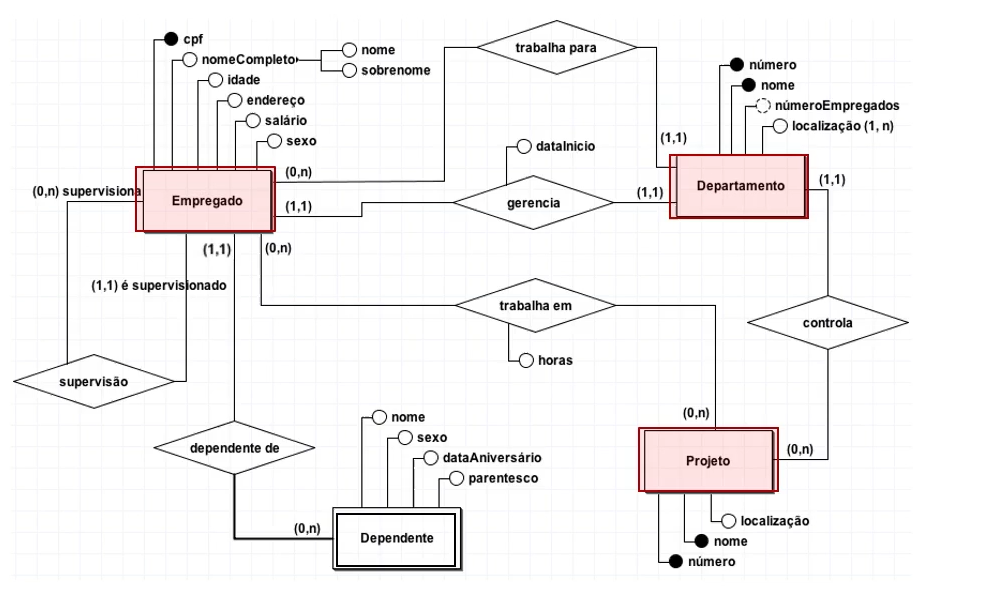 cpf
nomeCompleto
nome
sobrenome
idade
endereço
salário
sexo
trabalha para
número
nome
númeroEmpregados
localização (1, n)
(1,1)
dataInicio
(0,n)
(0,n) supervisiona
Empregado
(1,1)
gerencia
(1,1)
Departamento
(1,1)
(1,1)
(0,n)
(1,1) é supervisionado
trabalha em
horas
controla
supervisão
dependente de
nome
sexo
dataAniversário
parentesco
(0,n)
Dependente
(0,n)
Projeto
(0,n)
localização
nome
número